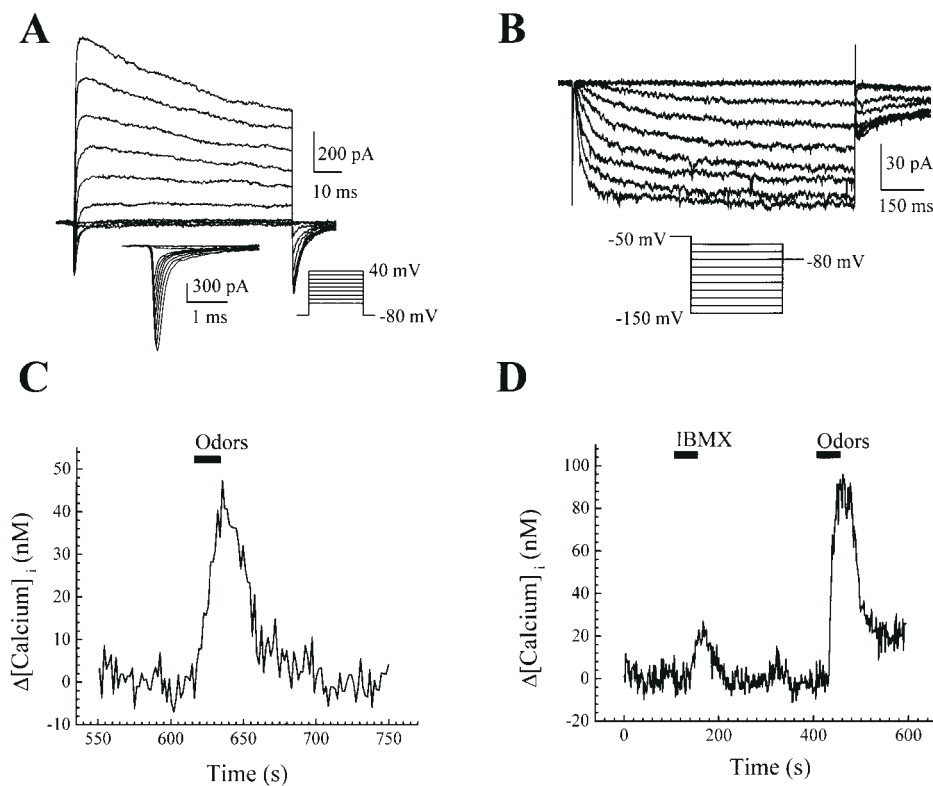 A
200 pA
10 ms
300 pA
1 ms
40 mV
-80 mV
B
30 pA
150 ms
-50 mV
-80 mV
-150 mV
C
Odors
Δ[Calcium]i (nM)
50
40
30
20
10
0
-10
550
600
650
700
750
Time (s)
D
IBMX
Odors
Δ[Calcium]i (nM)
100
80
60
40
20
0
-20
0
200
400
600
Time (s)